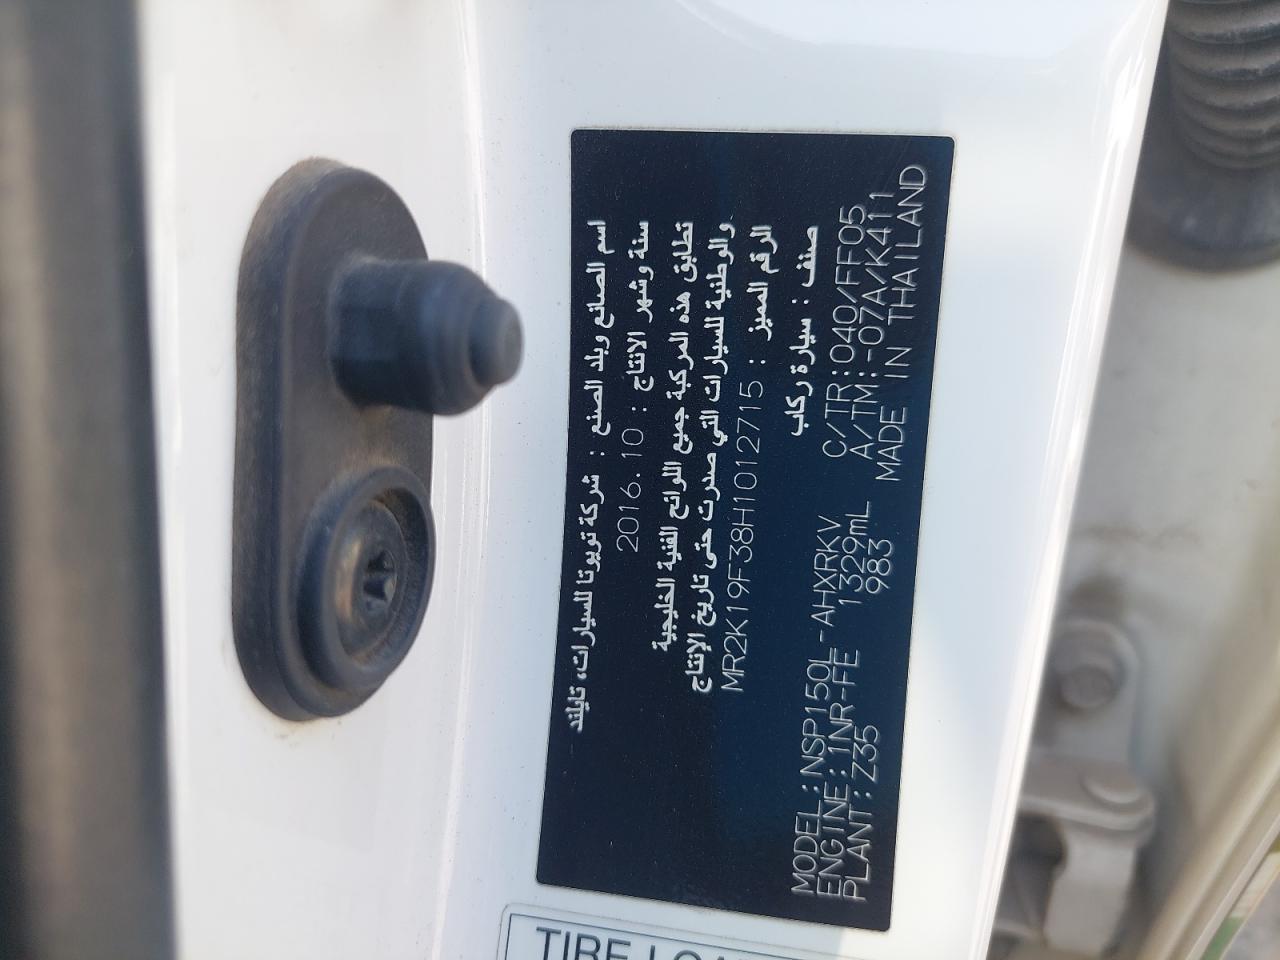 اسم الصانع وبلد الصنع : شركة تويوتا للسيارات، تايلند
سنة وشهر الانتاج : 2016.10
تطابق هذه المركبة جميع اللوائح الفنية الخليجية
والوطنية للسيارات التي صدرت حتى تاريخ الإنتاج
الرقم المميز : MR2K19F38H1012715
صنف : سيارة ركاب
MODEL:NSP150L-AHXRKV C/TR:040/FF05
ENGINE:1NR-FE 1329mL A/TM:-07A/K411
PLANT:Z35 983 MADE IN THAILAND
TIRE